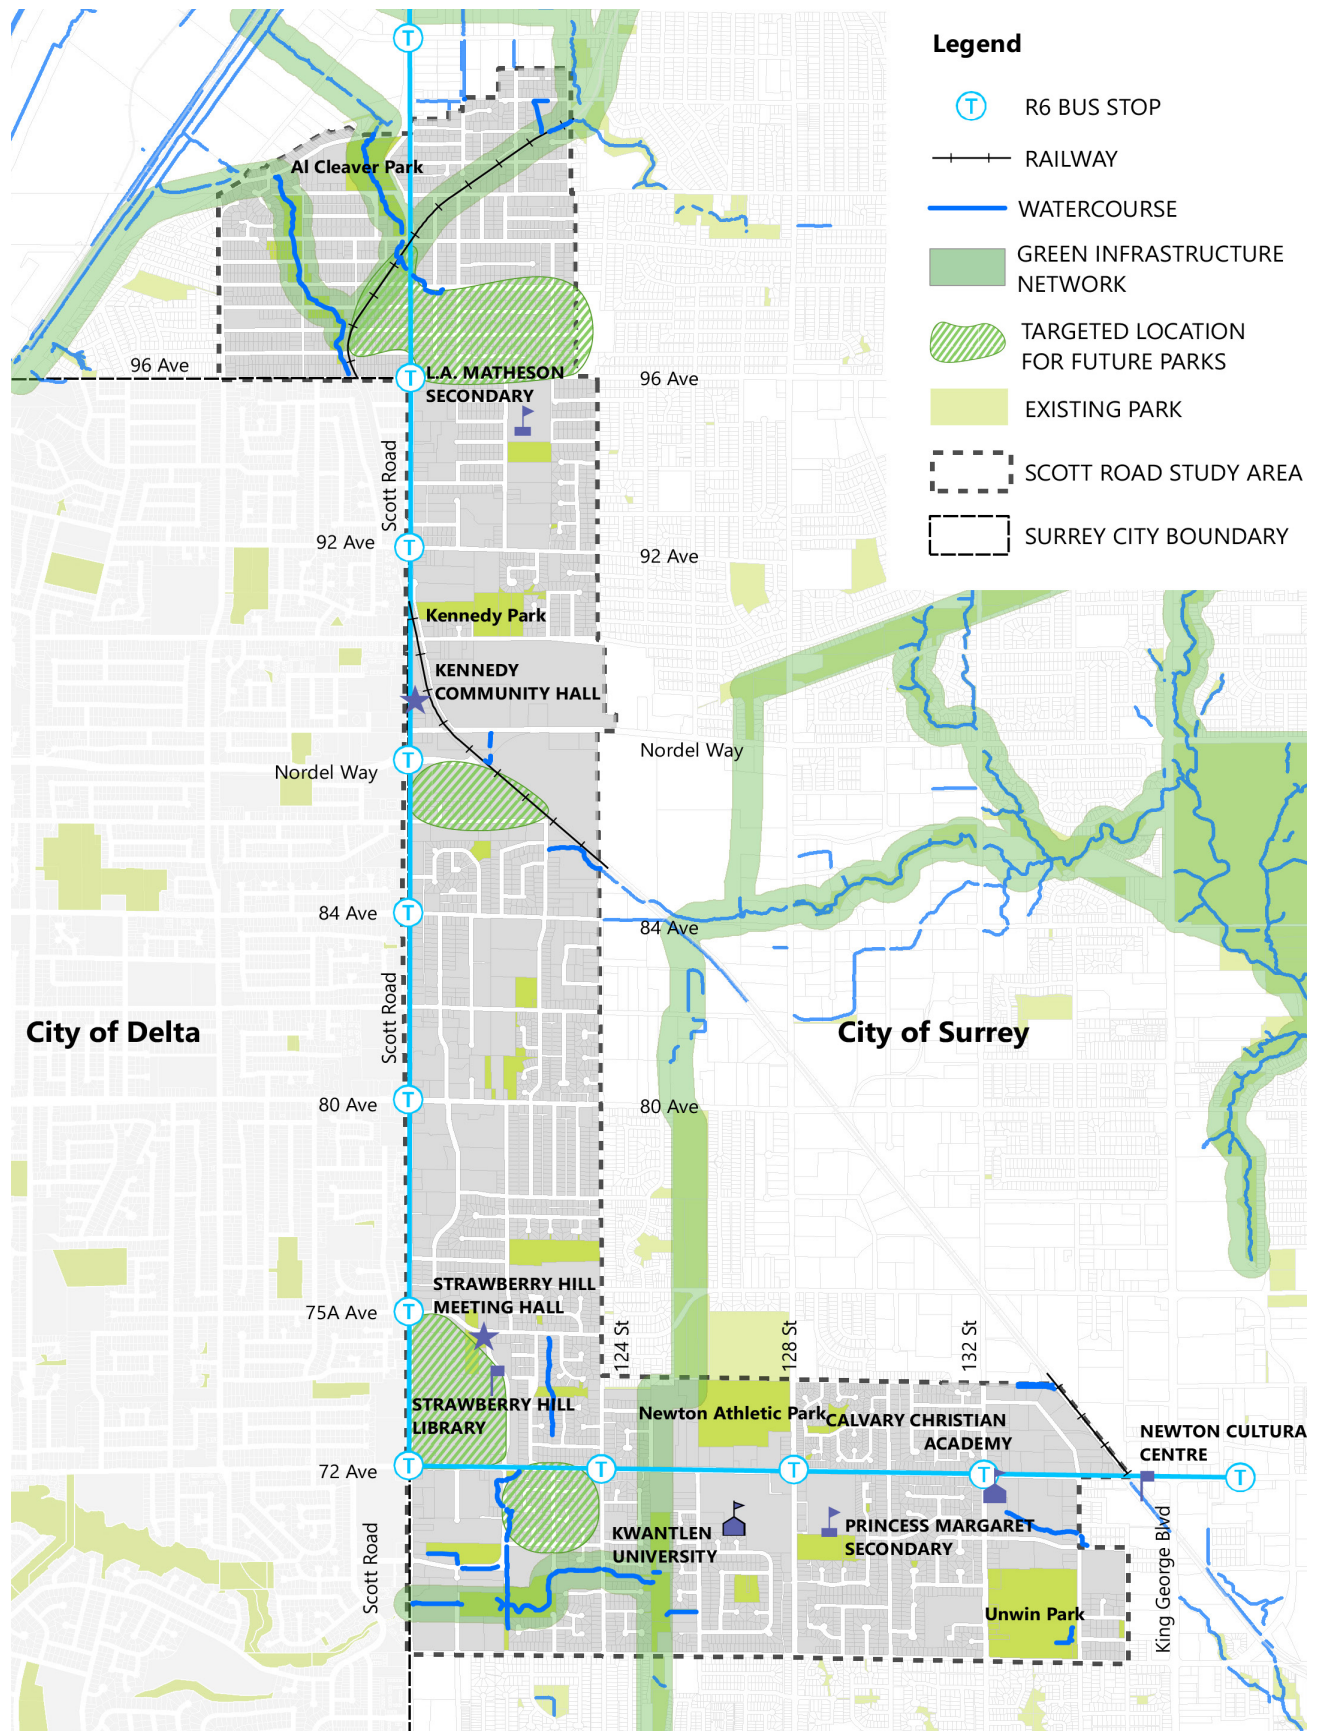 Legend
T
R6 BUS STOP
RAILWAY
WATERCOURSE
GREEN INFRASTRUCTURE
NETWORK
TARGETED LOCATION
FOR FUTURE PARKS
EXISTING PARK
SCOTT ROAD STUDY AREA
SURREY CITY BOUNDARY
T
Al Cleaver Park
96 Ave
T
L.A. MATHESON
SECONDARY
96 Ave
Scott Road
92 Ave
T
92 Ave
Kennedy Park
KENNEDY
COMMUNITY HALL
Nordel Way
T
Nordel Way
84 Ave
T
84 Ave
Scott Road
City of Delta
City of Surrey
80 Ave
T
80 Ave
STRAWBERRY HILL
MEETING HALL
75A Ave
T
124 St
128 St
132 St
STRAWBERRY HILL
LIBRARY
Newton Athletic Park
CALVARY CHRISTIAN
ACADEMY
NEWTON CULTURA
CENTRE
72 Ave
T
T
T
T
T
KWANTLEN
UNIVERSITY
PRINCESS MARGARET
SECONDARY
Scott Road
Unwin Park
King George Blvd